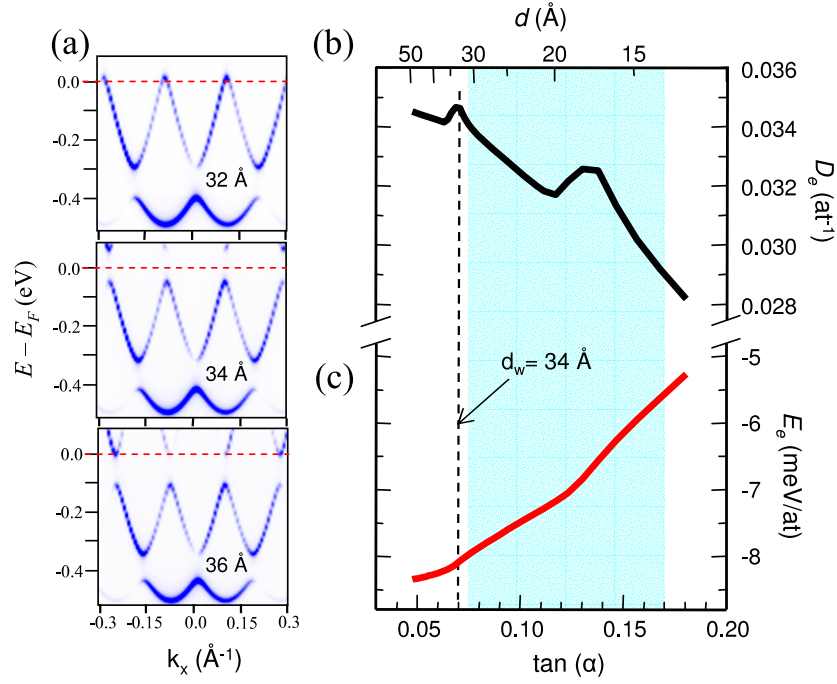 (a)
0.0
-0.2
-0.4
32 Å
0.0
-0.2
-0.4
34 Å
0.0
-0.2
-0.4
36 Å
-0.3 -0.15 0.0 0.15 0.3
E – E_F (eV)
k_x (Å⁻¹)
(b)
d (Å)
50 30 20 15
0.036
0.034
0.032
0.030
0.028
D_e (at⁻¹)
(c)
d_w= 34 Å
-5
-6
-7
-8
E_e (meV/at)
0.05 0.10 0.15 0.20
tan (α)